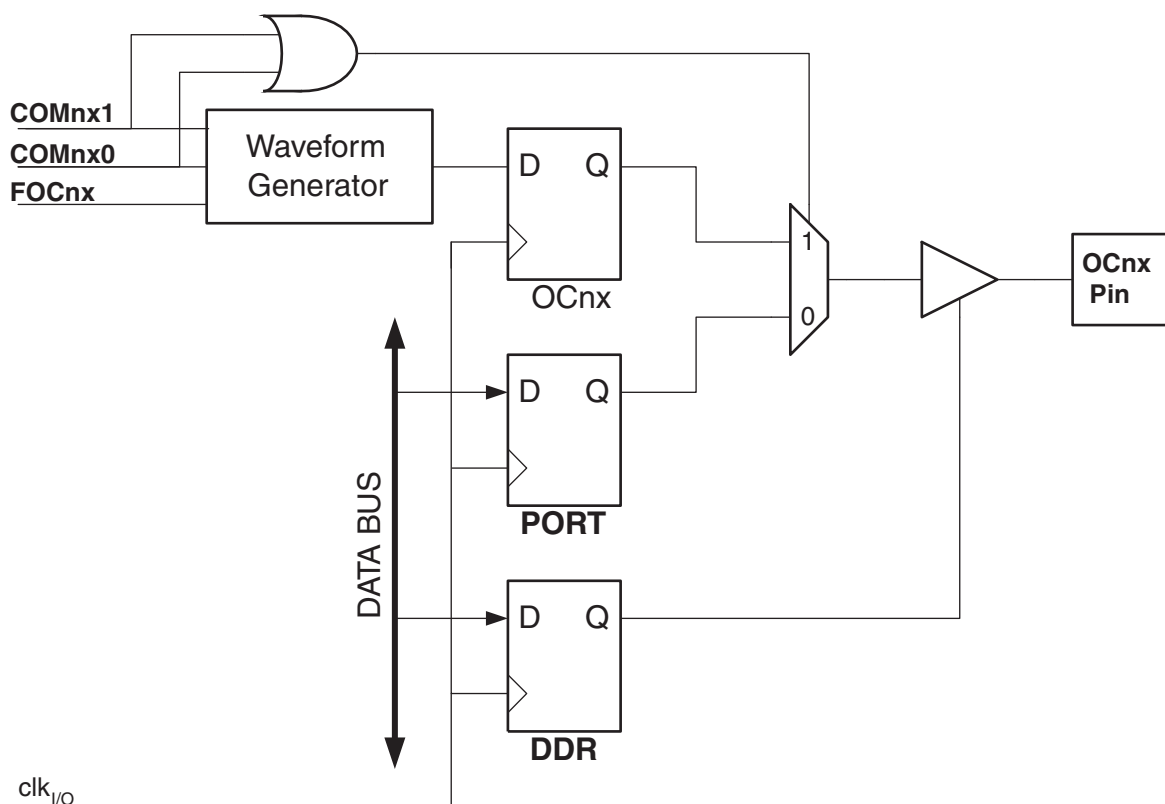 COMnx1
COMnx0
FOCnx
Waveform
Generator
D Q
OCnx
1
0
OCnx
Pin
D Q
PORT
DATA BUS
D Q
DDR
clkI/O